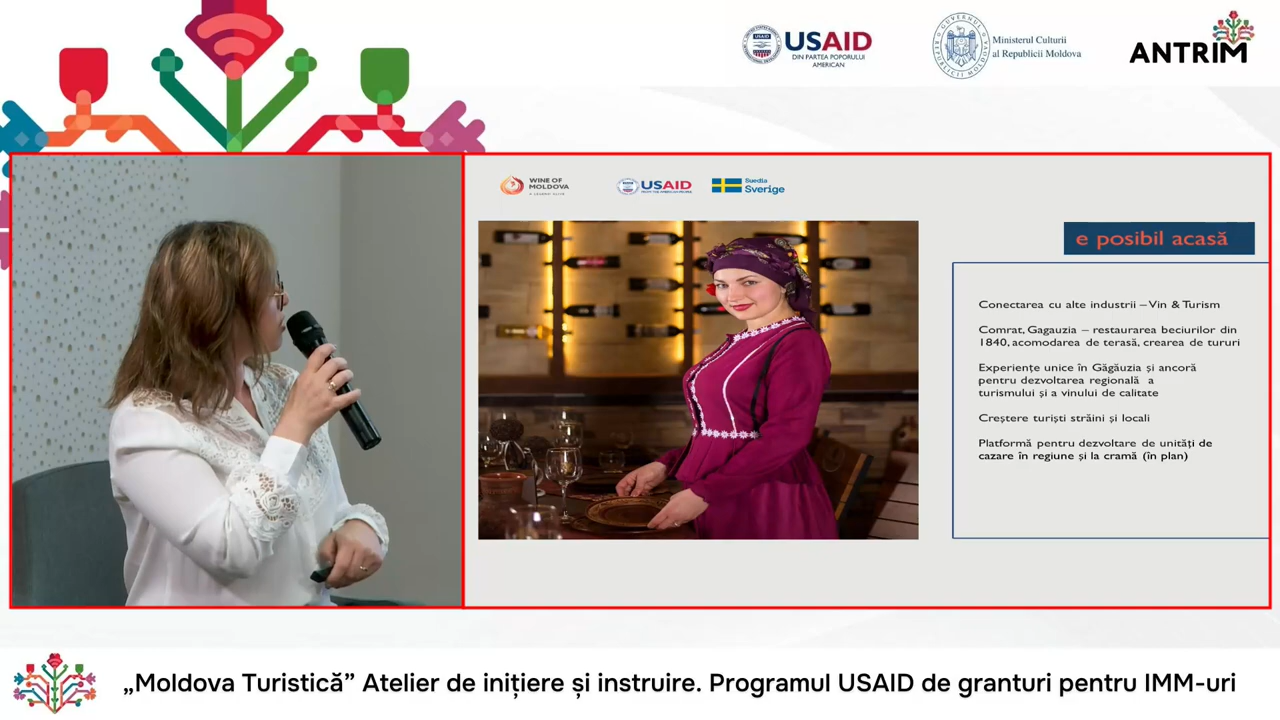 USAID
DIN PARTEA POPORULUI
AMERICAN
Ministerul Culturii
al Republicii Moldova
ANTRIM
WINE OF
MOLDOVA
USAID
FROM THE AMERICAN PEOPLE
Suedia
Sverige
e posibil acasă
Conectarea cu alte industrii – Vin & Turism
Comrat, Gagauzia – restaurarea beciurilor din
1840, acomodarea de terasă, crearea de tururi
Experiențe unice în Găgăuzia și ancoră
pentru dezvoltarea regională a
turismului și a vinului de calitate
Creștere turiști străini și locali
Platformă pentru dezvoltare de unități de
cazare în regiune și la cramă (în plan)
„Moldova Turistică” Atelier de inițiere și instruire. Programul USAID de granturi pentru IMM-uri